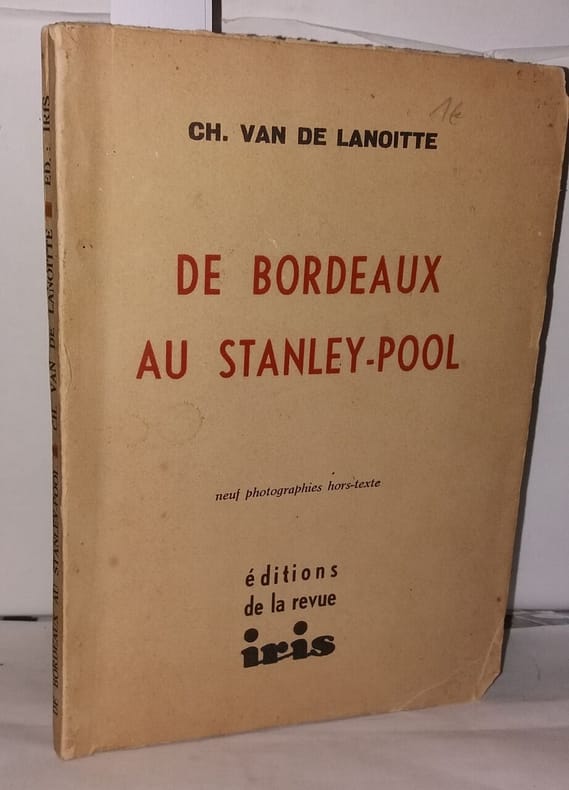 CH. VAN DE LANOITTE
DE BORDEAUX
AU STANLEY-POOL
neuf photographies hors-texte
éditions
de la revue
iris
DE BORDEAUX AU STANLEY-POOL CH. VAN DE LANOITTE ED. : IRIS